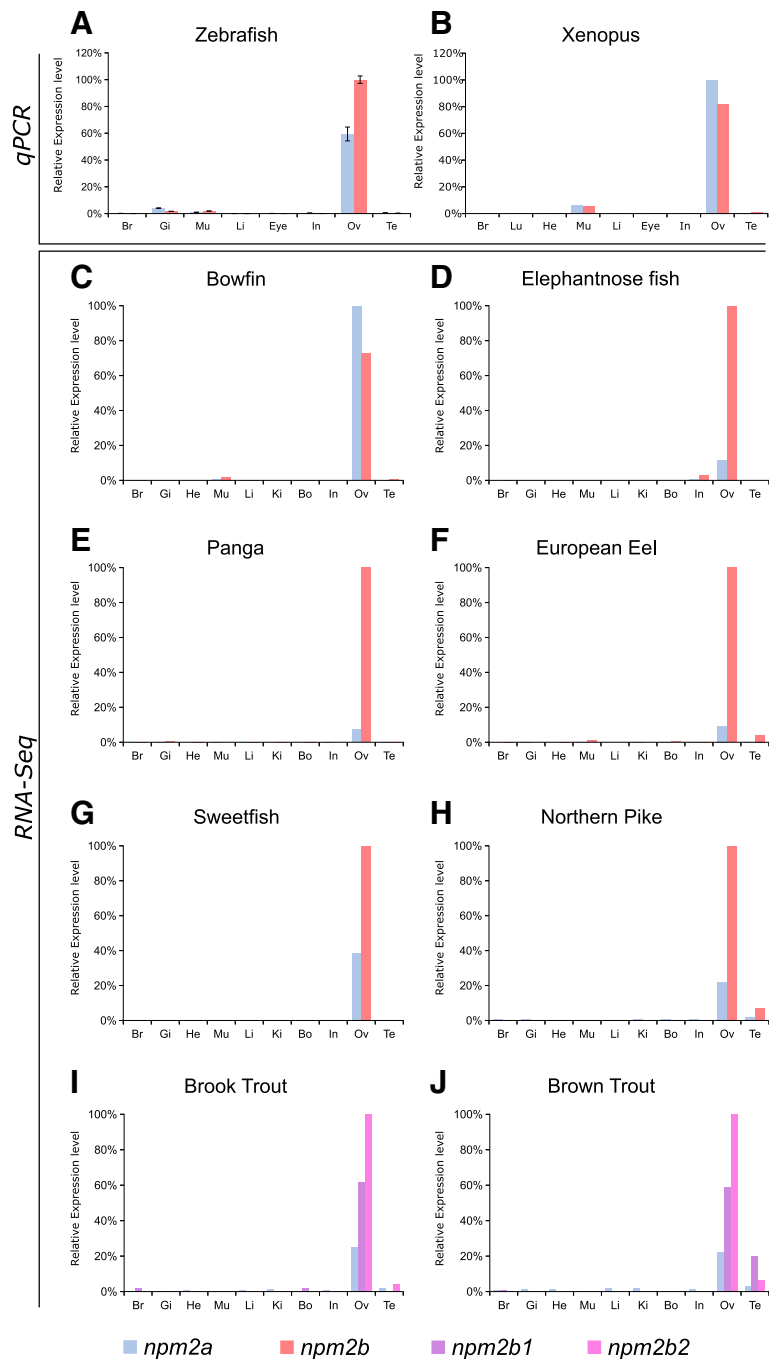 A
Zebrafish
B
Xenopus
qPCR
Relative Expression level
120%
100%
80%
60%
40%
20%
0%
Br Gi Mu Li Eye In Ov Te
Relative Expression level
120%
100%
80%
60%
40%
20%
0%
Br Lu He Mu Li Eye In Ov Te
RNA-Seq
C
Bowfin
Relative Expression level
100%
80%
60%
40%
20%
0%
Br Gi He Mu Li Ki Bo In Ov Te
D
Elephantnose fish
Relative Expression level
100%
80%
60%
40%
20%
0%
Br Gi He Mu Li Ki Bo In Ov Te
E
Panga
Relative Expression level
100%
80%
60%
40%
20%
0%
Br Gi He Mu Li Ki Bo In Ov Te
F
European Eel
Relative Expression level
100%
80%
60%
40%
20%
0%
Br Gi He Mu Li Ki Bo In Ov Te
G
Sweetfish
Relative Expression level
100%
80%
60%
40%
20%
0%
Br Gi He Mu Li Ki Bo In Ov Te
H
Northern Pike
Relative Expression level
100%
80%
60%
40%
20%
0%
Br Gi He Mu Li Ki Bo In Ov Te
I
Brook Trout
Relative Expression level
100%
80%
60%
40%
20%
0%
Br Gi He Mu Li Ki Bo In Ov Te
J
Brown Trout
Relative Expression level
100%
80%
60%
40%
20%
0%
Br Gi He Mu Li Ki Bo In Ov Te
npm2a npm2b npm2b1 npm2b2